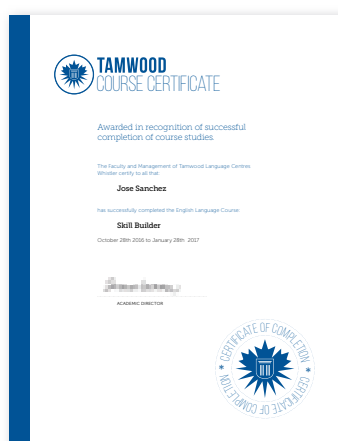 TAMWOOD
COURSE CERTIFICATE
Awarded in recognition of successful
completion of course studies.
The Faculty and Management of Tamwood Language Centres
Whistler certify to all that:
Jose Sanchez
has successfully completed the English Language Course:
Skill Builder
October 28th 2016 to January 28th 2017
ACADEMIC DIRECTOR
CERTIFICATE OF COMPLETION
CERTIFICATE OF COMPLETION